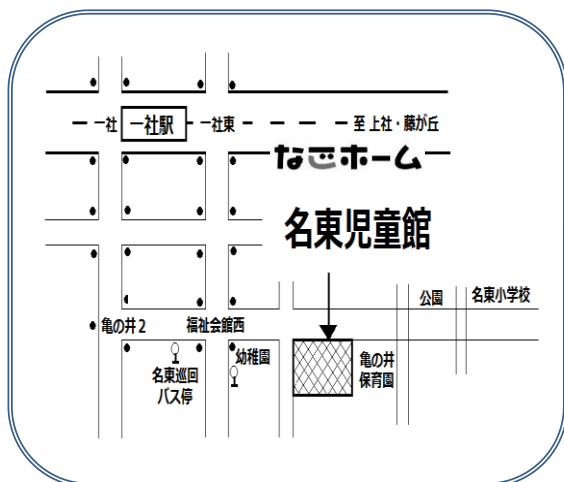 一社
一社駅
一社東
至 上社・藤が丘
なごホーム
名東児童館
公園
名東小学校
亀の井2
福祉会館西
幼稚園
名東巡回
バス停
亀の井
保育園